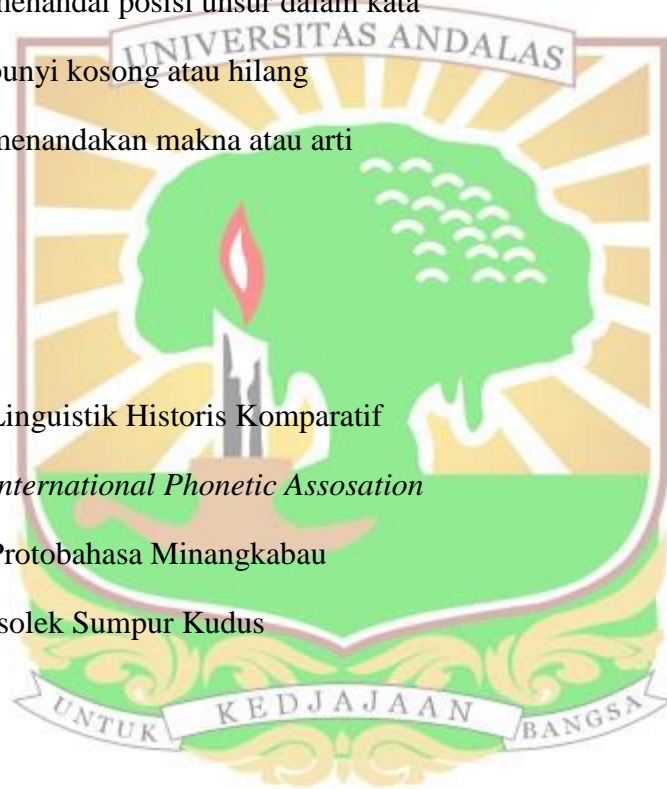 menandai posisi unsur dalam kata
UNIVERSITAS ANDALAS
bunyi kosong atau hilang
menandakan makna atau arti
Linguistik Historis Komparatif
International Phonetic Assosation
Protobahasa Minangkabau
solek Sumpur Kudus
UNTUK KEDJAJAAN BANGSA